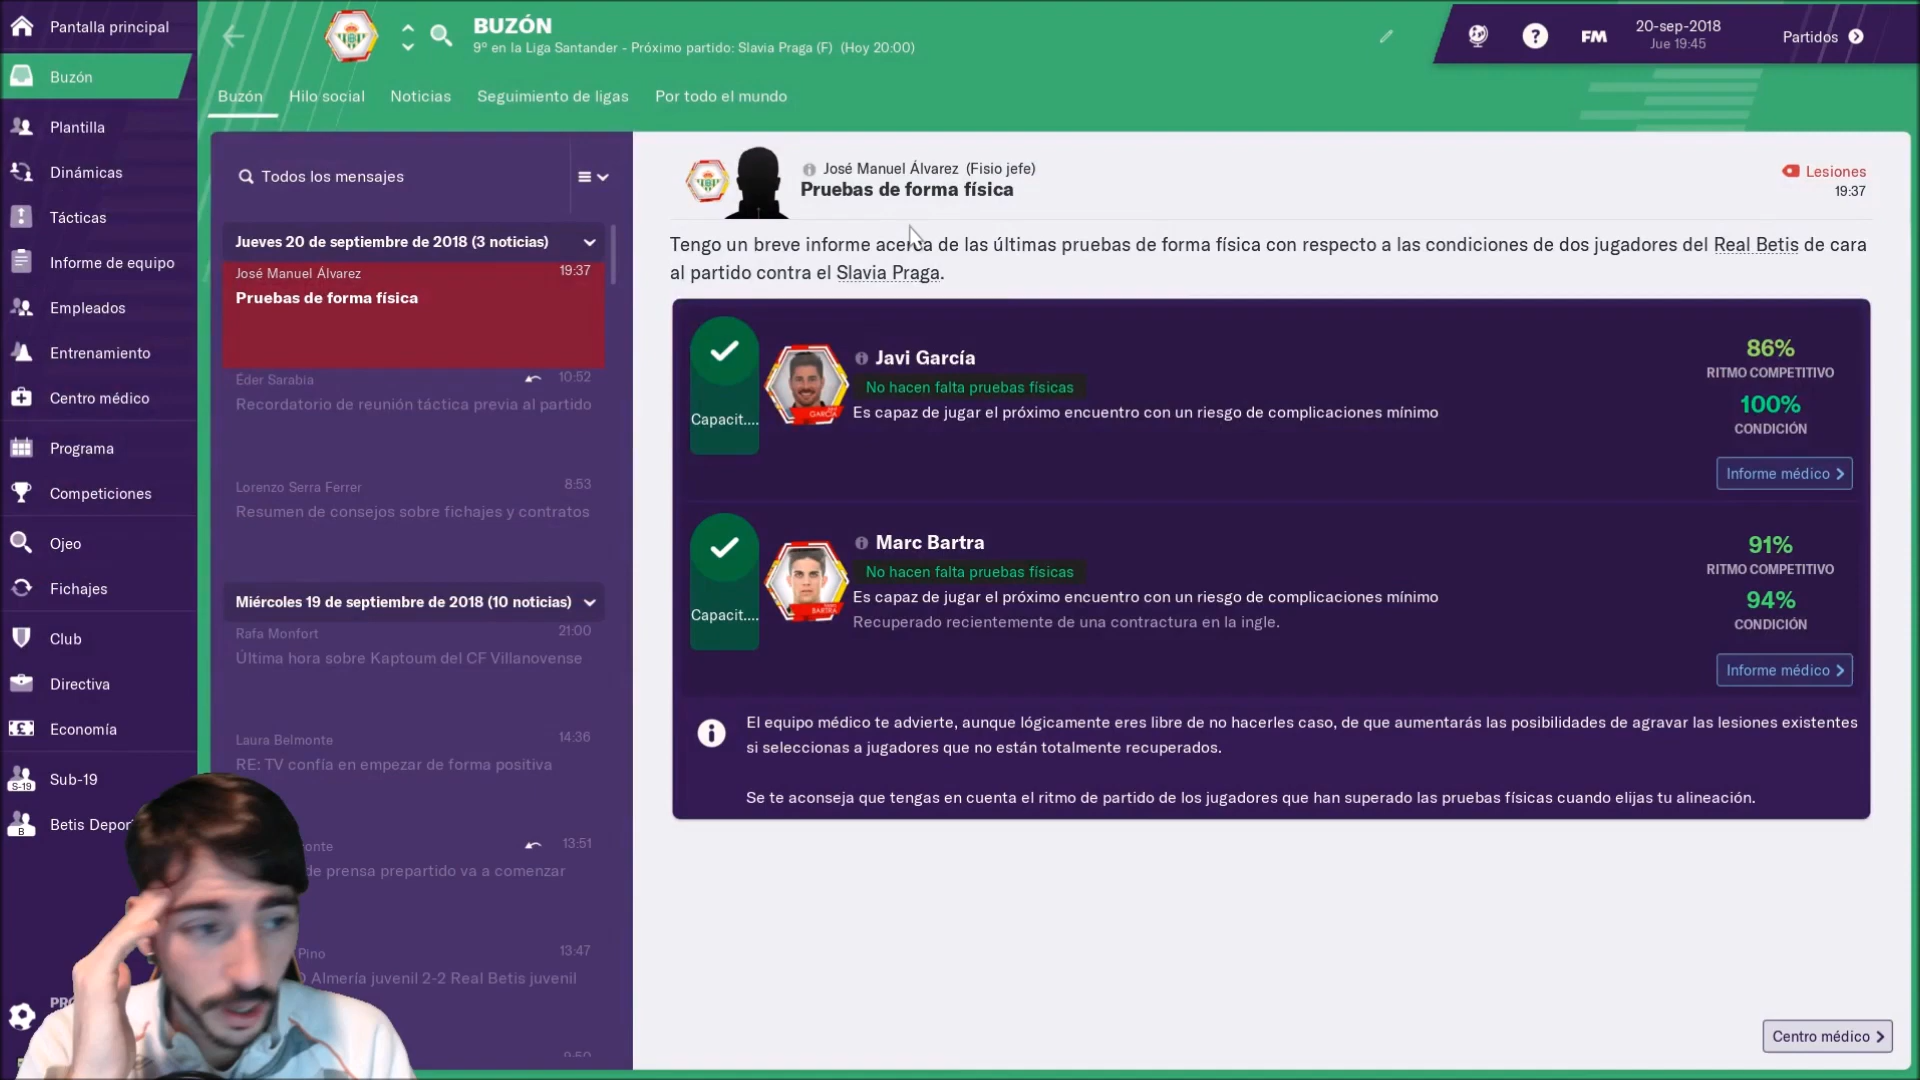 Pantalla principal
Buzón
Plantilla
Dinámicas
Tácticas
Informe de equipo
Empleados
Entrenamiento
Centro médico
Programa
Competiciones
Ojeo
Fichajes
Club
Directiva
Economía
S-19
Sub-19
B
Betis Depor
BUZÓN
9º en la Liga Santander - Próximo partido: Slavia Praga (F) (Hoy 20:00)
FM
20-sep-2018
Jue 19:45
Partidos
Buzón
Hilo social
Noticias
Seguimiento de ligas
Por todo el mundo
Todos los mensajes
Jueves 20 de septiembre de 2018 (3 noticias)
José Manuel Álvarez 19:37
Pruebas de forma física
Éder Sarabia 10:52
Recordatorio de reunión táctica previa al partido
Lorenzo Serra Ferrer 8:53
Resumen de consejos sobre fichajes y contratos
Miércoles 19 de septiembre de 2018 (10 noticias)
Rafa Monfort 21:00
Última hora sobre Kaptoum del CF Villanovense
Laura Belmonte 14:36
RE: TV confía en empezar de forma positiva
onte 13:51
de prensa prepartido va a comenzar
Pino 13:47
Almería juvenil 2-2 Real Betis juvenil
9:50
José Manuel Álvarez (Fisio jefe)
Pruebas de forma física
Lesiones
19:37
Tengo un breve informe acerca de las últimas pruebas de forma física con respecto a las condiciones de dos jugadores del Real Betis de cara
al partido contra el Slavia Praga.
Capacit....
GARCÍA
Javi García
No hacen falta pruebas físicas
Es capaz de jugar el próximo encuentro con un riesgo de complicaciones mínimo
86%
RITMO COMPETITIVO
100%
CONDICIÓN
Informe médico
Capacit....
BARTRA
Marc Bartra
No hacen falta pruebas físicas
Es capaz de jugar el próximo encuentro con un riesgo de complicaciones mínimo
Recuperado recientemente de una contractura en la ingle.
91%
RITMO COMPETITIVO
94%
CONDICIÓN
Informe médico
El equipo médico te advierte, aunque lógicamente eres libre de no hacerles caso, de que aumentarás las posibilidades de agravar las lesiones existentes
si seleccionas a jugadores que no están totalmente recuperados.
Se te aconseja que tengas en cuenta el ritmo de partido de los jugadores que han superado las pruebas físicas cuando elijas tu alineación.
Centro médico